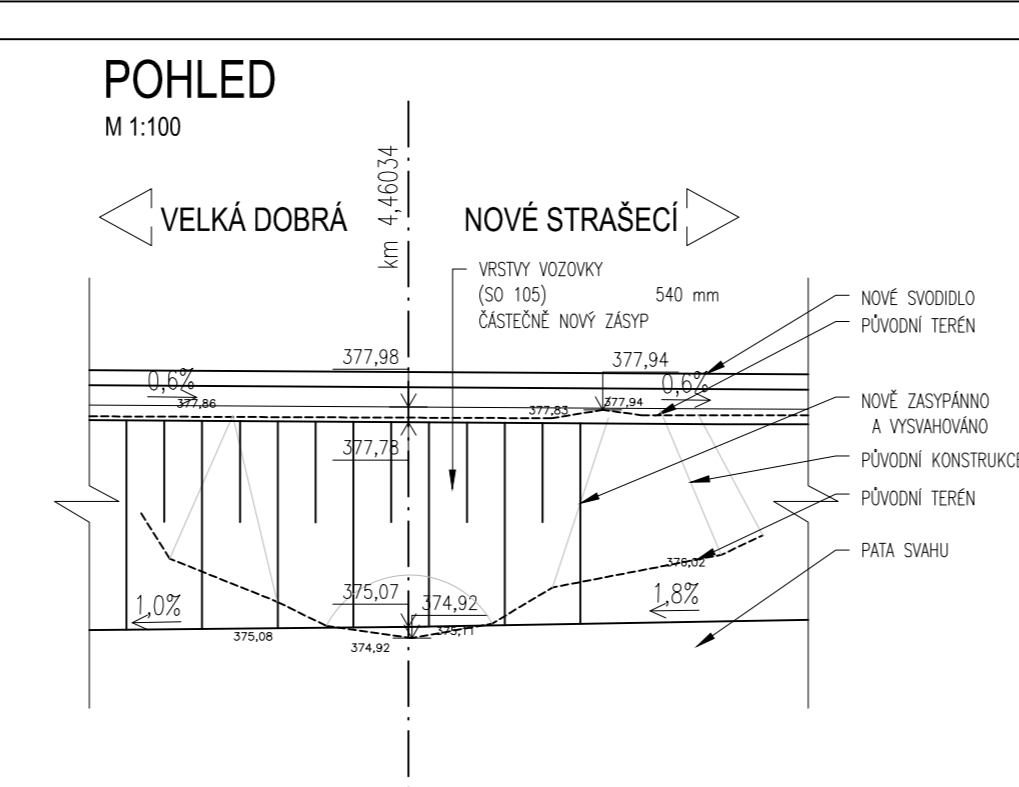 POHLED
M 1:100
km 4,46034
VELKÁ DOBRÁ
NOVÉ STRAŠECÍ
VRSTVY VOZOVKY
(SO 105) 540 mm
ČÁSTEČNĚ NOVÝ ZÁSYP
NOVÉ SVODIDLO
PŮVODNÍ TERÉN
377,98
377,94
0,6%
0,6%
377,86
377,83
377,94
NOVĚ ZASYPÁNNO
A VYSVAHOVÁNO
377,78
PŮVODNÍ KONSTRUKCE
PŮVODNÍ TERÉN
PATA SVAHU
376,02
375,07
374,92
1,0%
1,8%
375,08
374,92
375,11